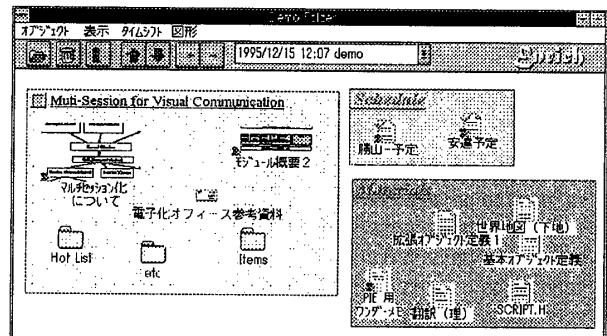 Demo Folder
オブジェクト 表示 タイムシフト 図形
1995/12/15 12:07 demo
Muti-Session for Visual Communication
マルチセッション化
について
モジュール概要2
電子化オフィース参考資料
Hot List
etc
Items
Schedule
勝山-予定
安達予定
Materials
世界地図(下地)
拡張オブジェクト定義1
基本オブジェクト定義
PIE 用
ワンダ-メモ
翻訳(理)
SCRIPT.H